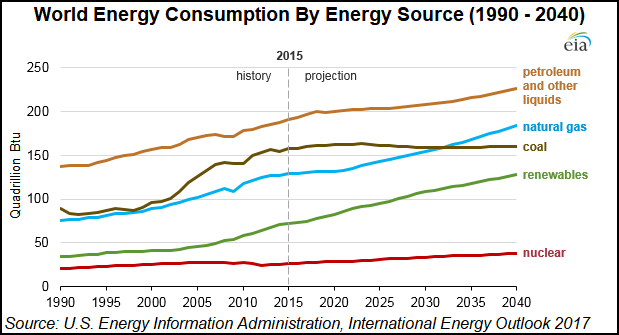 World Energy Consumption By Energy Source (1990 - 2040)
eia
2015
history projection
Quadrillion Btu
250
200
150
100
50
0
petroleum
and other
liquids
natural gas
coal
renewables
nuclear
1990 1995 2000 2005 2010 2015 2020 2025 2030 2035 2040
Source: U.S. Energy Information Administration, International Energy Outlook 2017